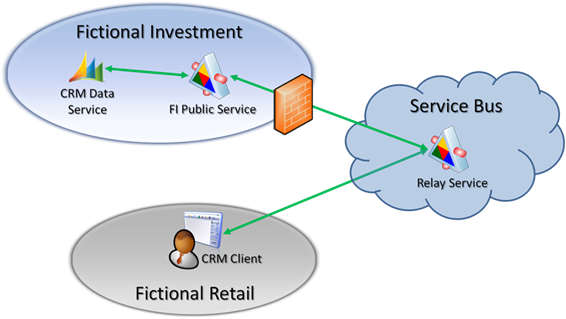 Fictional Investment
CRM Data
Service
FI Public Service
Service Bus
Relay Service
CRM Client
Fictional Retail